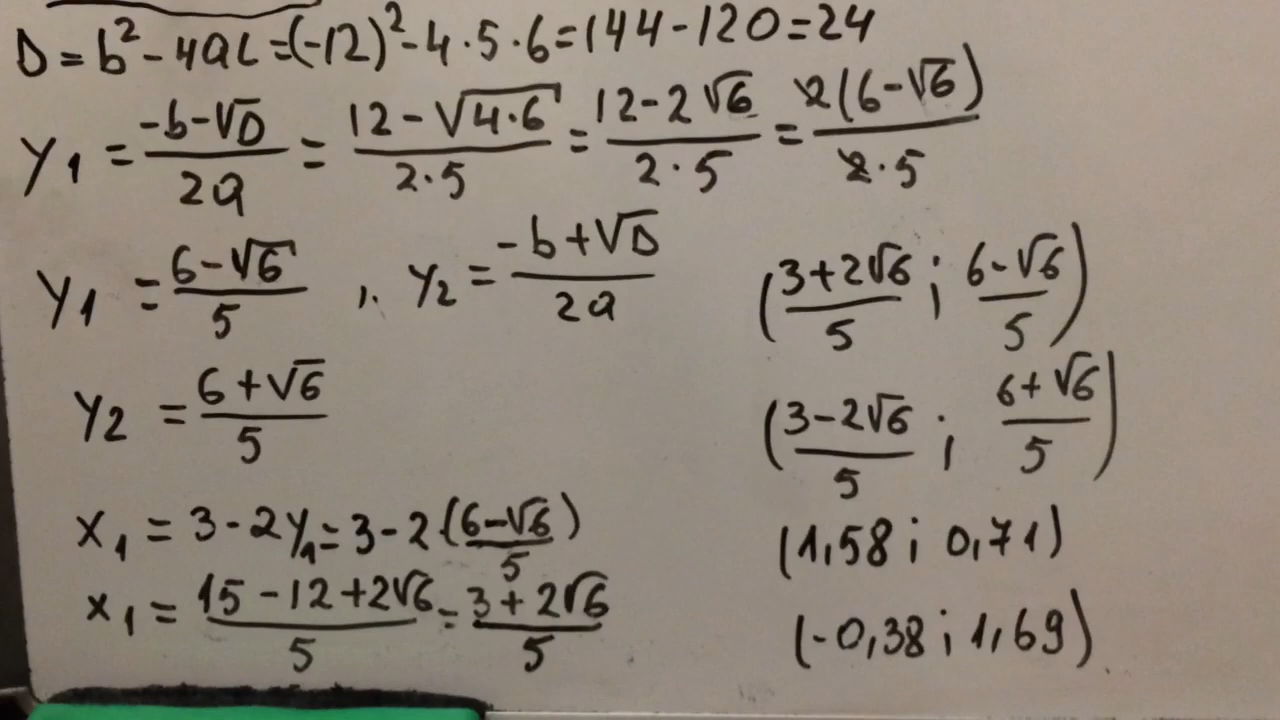 D = b² - 4ac = (-12)² - 4·5·6 = 144 - 120 = 24
y₁ = (-b-√D)/(2a) = (12-√(4·6))/(2·5) = (12-2√6)/(2·5) = (2(6-√6))/(2·5)
y₁ = (6-√6)/5 ; y₂ = (-b+√D)/(2a)
y₂ = (6+√6)/5
x₁ = 3-2y₁ = 3-2·((6-√6)/5)
x₁ = (15-12+2√6)/5 = (3+2√6)/5
((3+2√6)/5 ; (6-√6)/5)
((3-2√6)/5 ; (6+√6)/5)
(1,58 ; 0,71)
(-0,38 ; 1,69)